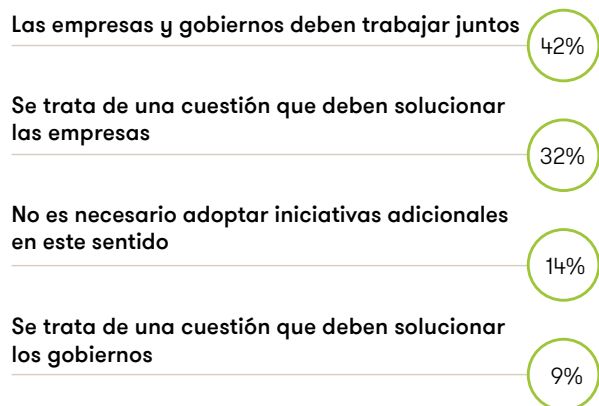 Las empresas y gobiernos deben trabajar juntos
42%
Se trata de una cuestión que deben solucionar
las empresas
32%
No es necesario adoptar iniciativas adicionales
en este sentido
14%
Se trata de una cuestión que deben solucionar
los gobiernos
9%